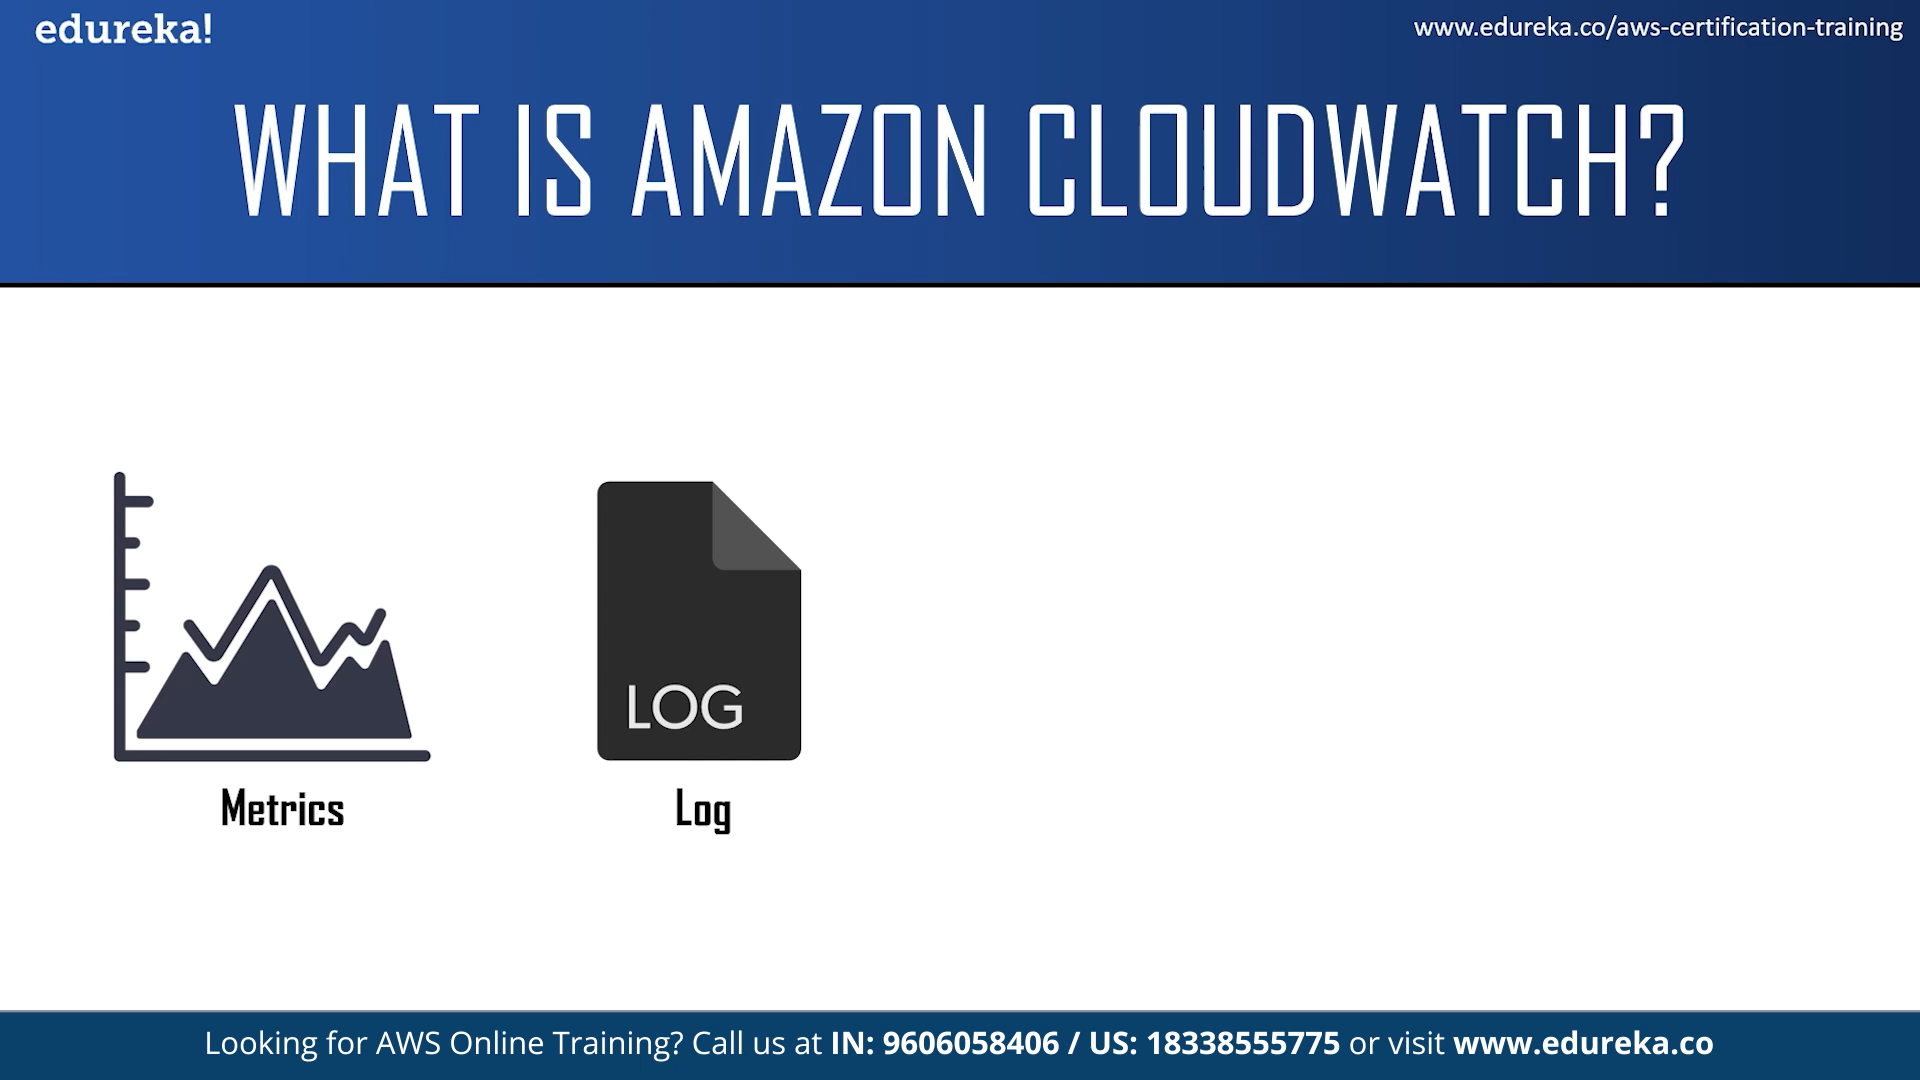 edureka!
www.edureka.co/aws-certification-training
WHAT IS AMAZON CLOUDWATCH?
LOG
Metrics
Log
Looking for AWS Online Training? Call us at IN: 9606058406 / US: 18338555775 or visit www.edureka.co